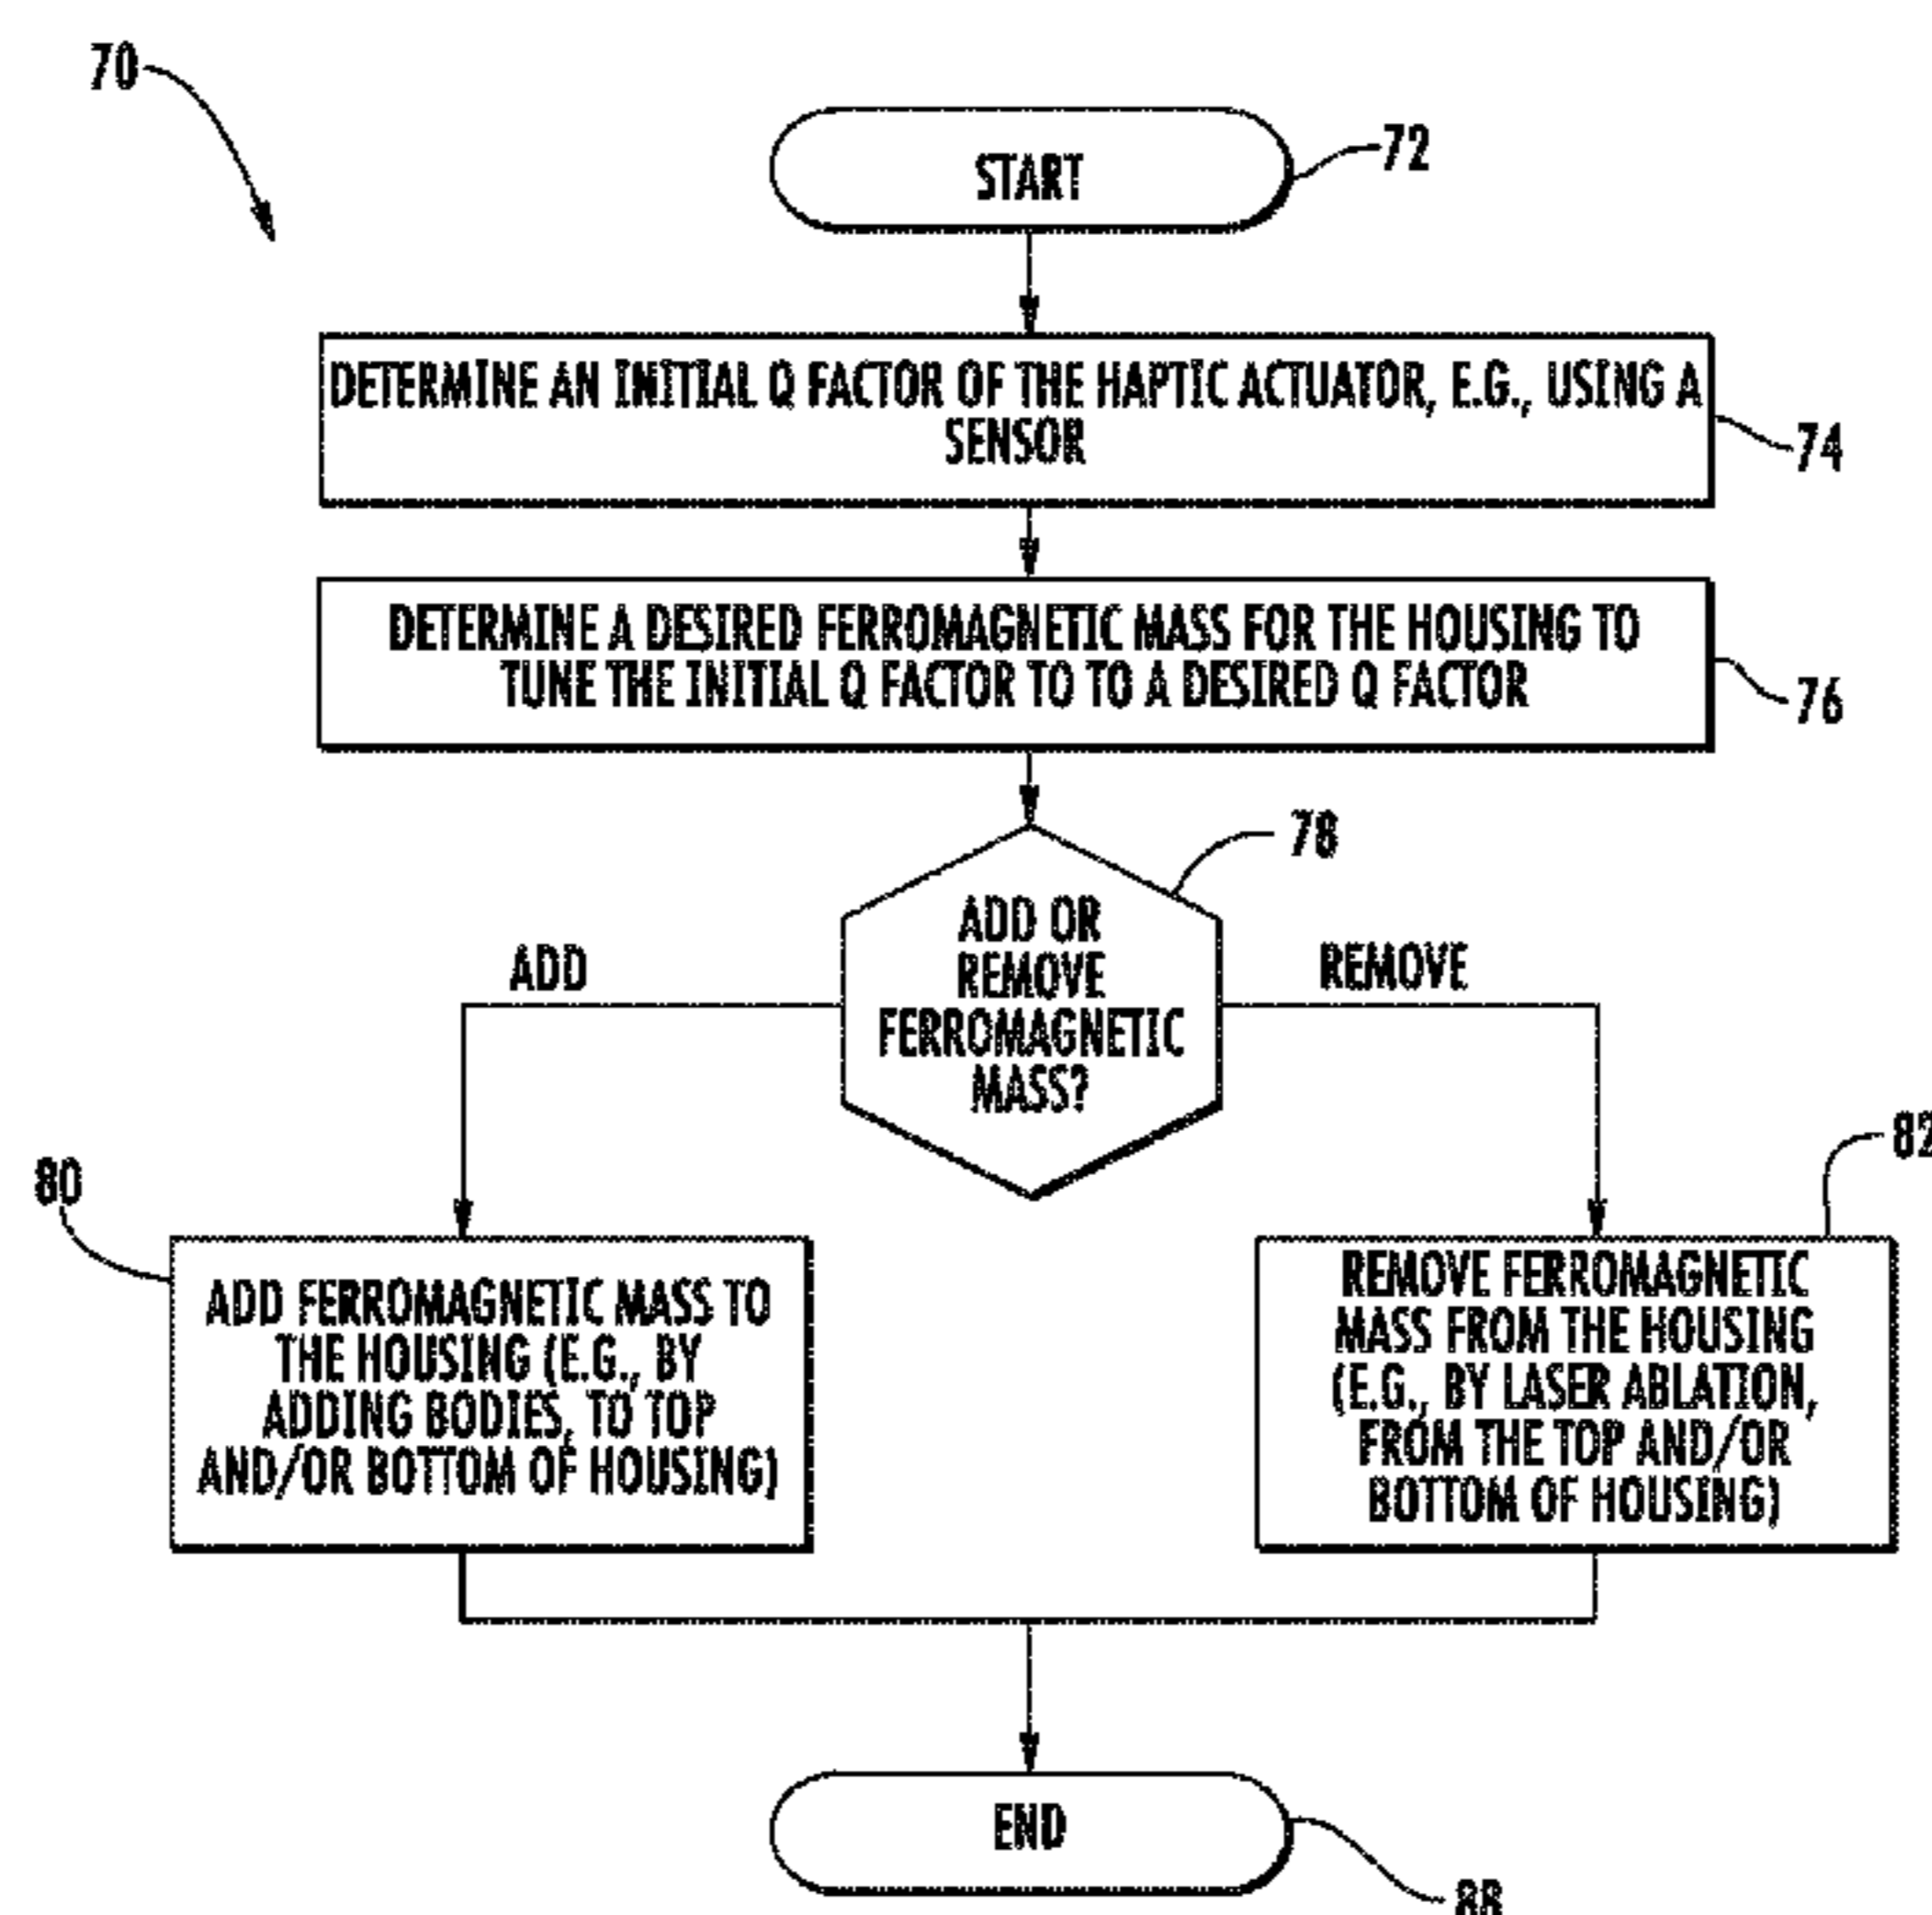 70
START
72
DETERMINE AN INITIAL Q FACTOR OF THE HAPTIC ACTUATOR, E.G., USING A
SENSOR
74
DETERMINE A DESIRED FERROMAGNETIC MASS FOR THE HOUSING TO
TUNE THE INITIAL Q FACTOR TO TO A DESIRED Q FACTOR
76
78
ADD OR
REMOVE
FERROMAGNETIC
MASS?
ADD
REMOVE
80
82
ADD FERROMAGNETIC MASS TO
THE HOUSING (E.G., BY
ADDING BODIES, TO TOP
AND/OR BOTTOM OF HOUSING)
REMOVE FERROMAGNETIC
MASS FROM THE HOUSING
(E.G., BY LASER ABLATION,
FROM THE TOP AND/OR
BOTTOM OF HOUSING)
END
88